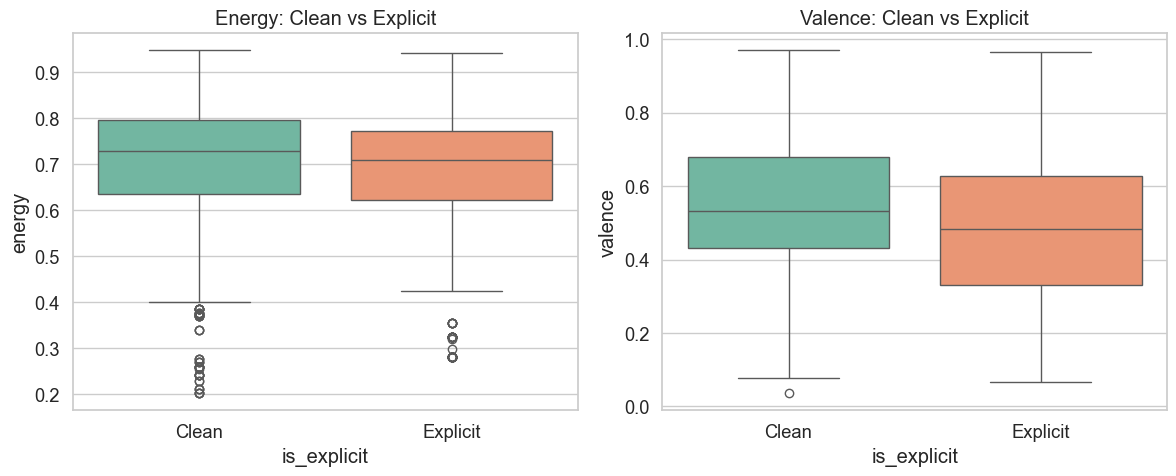 Energy: Clean vs Explicit
0.9
0.8
0.7
0.6
0.5
0.4
0.3
0.2
energy
Clean
Explicit
is_explicit
Valence: Clean vs Explicit
1.0
0.8
0.6
0.4
0.2
0.0
valence
Clean
Explicit
is_explicit